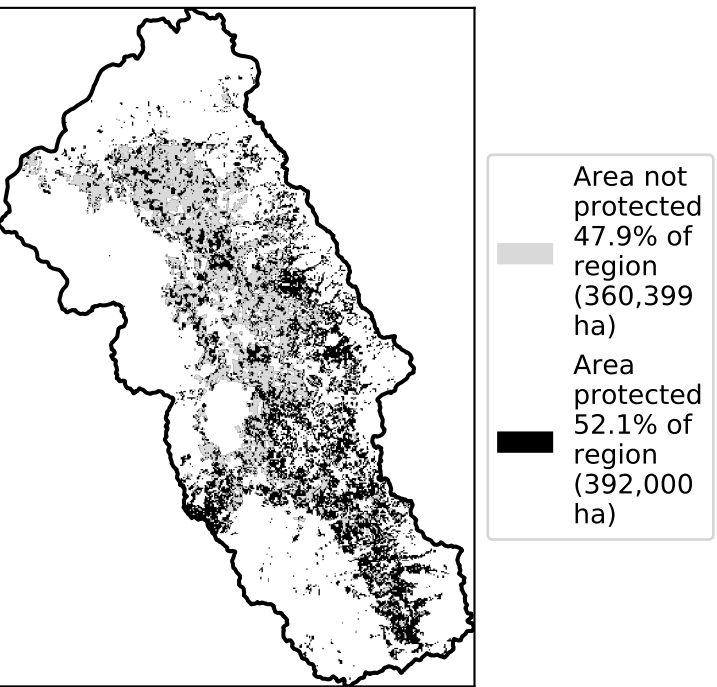 Area not
protected
47.9% of
region
(360,399
ha)
Area
protected
52.1% of
region
(392,000
ha)